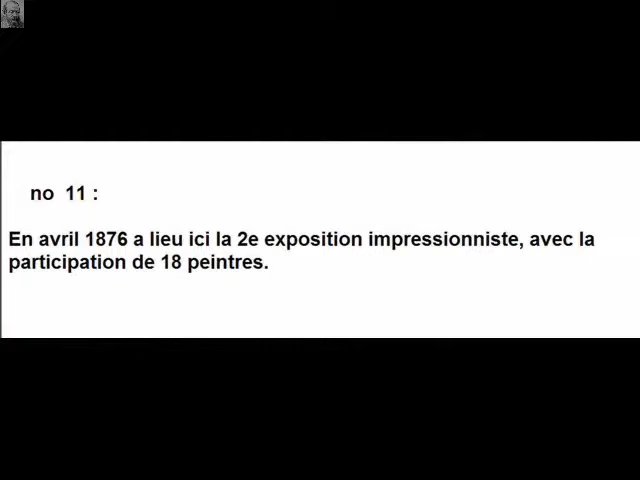 no 11 :
En avril 1876 a lieu ici la 2e exposition impressionniste, avec la
participation de 18 peintres.